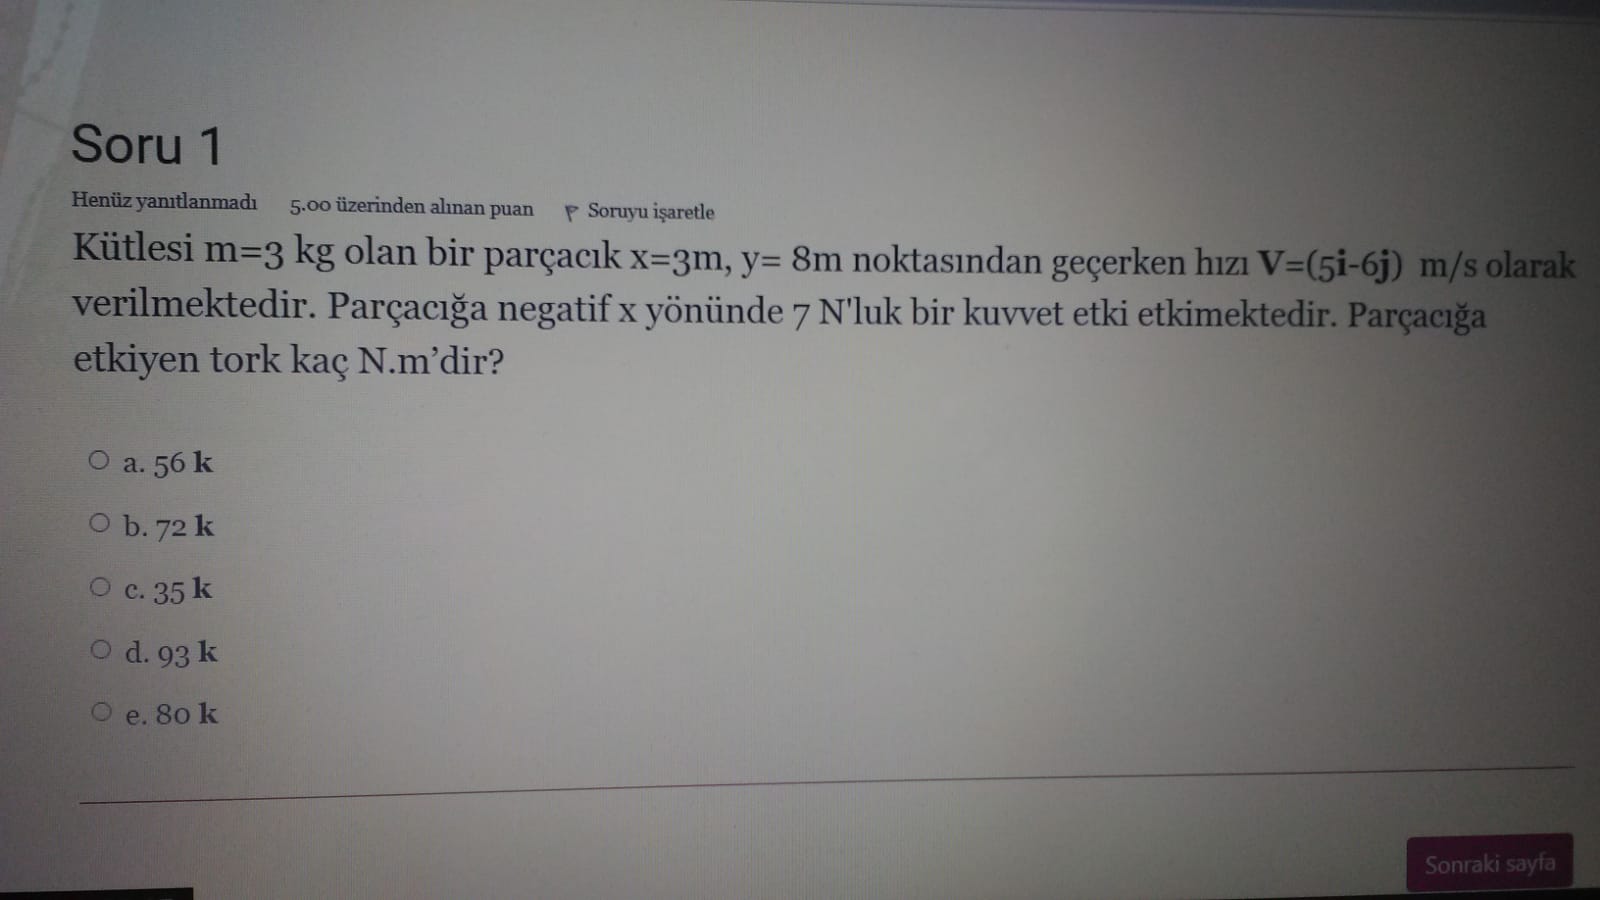 Soru 1
Henüz yanıtlanmadı 5.00 üzerinden alınan puan Soruyu işaretle
Kütlesi m=3 kg olan bir parçacık x=3m, y= 8m noktasından geçerken hızı V=(5i-6j) m/s olarak
verilmektedir. Parçacığa negatif x yönünde 7 N'luk bir kuvvet etki etkimektedir. Parçacığa
etkiyen tork kaç N.m’dir?
a. 56 k
b. 72 k
c. 35 k
d. 93 k
e. 80 k
Sonraki sayfa